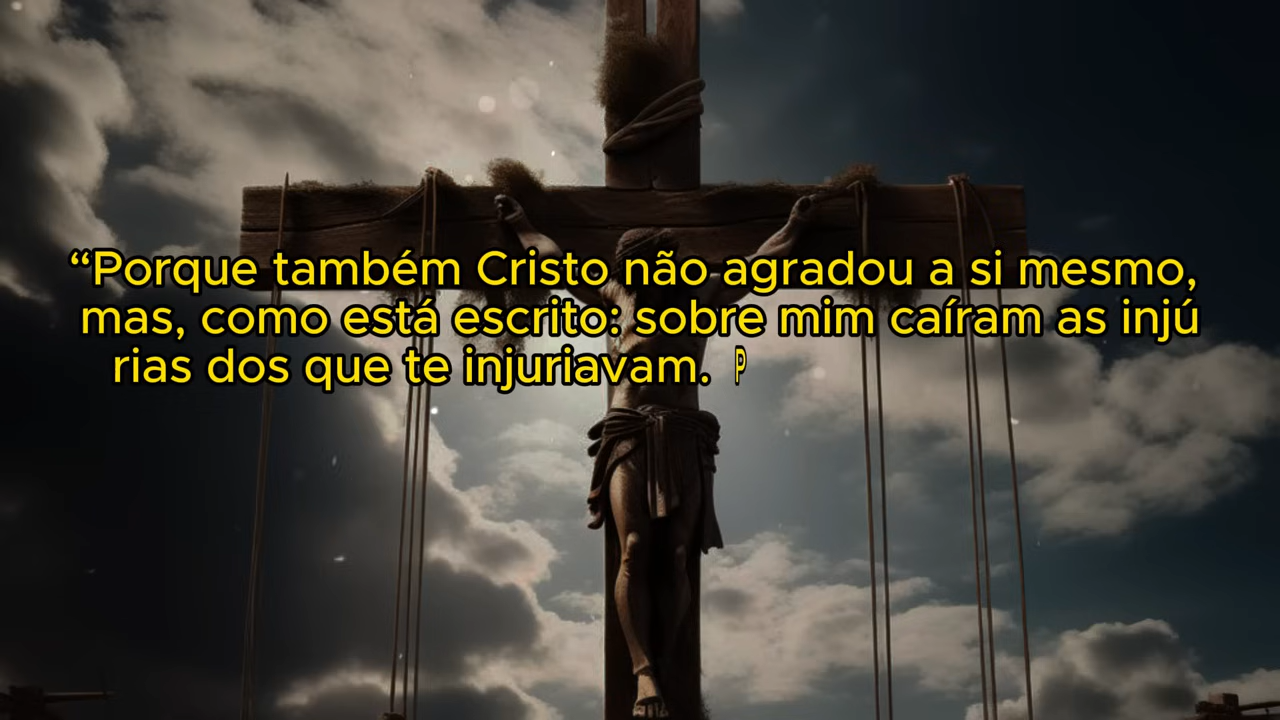 “Porque também Cristo não agradou a si mesmo,
mas, como está escrito: sobre mim caíram as injú
rias dos que te injuriavam. P